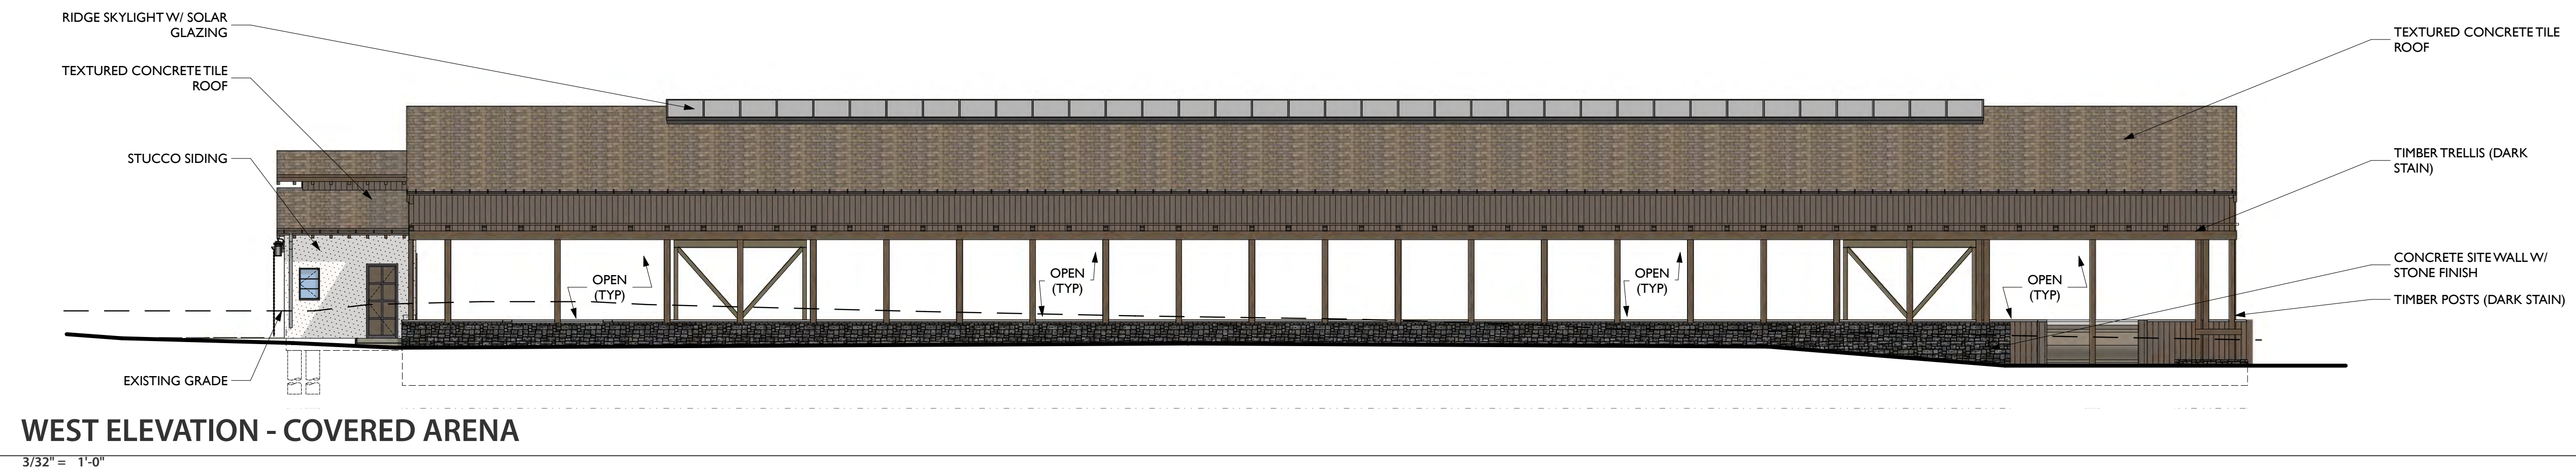 RIDGE SKYLIGHT W/ SOLAR
GLAZING
TEXTURED CONCRETE TILE
ROOF
STUCCO SIDING
EXISTING GRADE
OPEN
(TYP)
OPEN
(TYP)
OPEN
(TYP)
OPEN
(TYP)
TEXTURED CONCRETE TILE
ROOF
TIMBER TRELLIS (DARK
STAIN)
CONCRETE SITE WALL W/
STONE FINISH
TIMBER POSTS (DARK STAIN)
WEST ELEVATION - COVERED ARENA
3/32" = 1'-0"